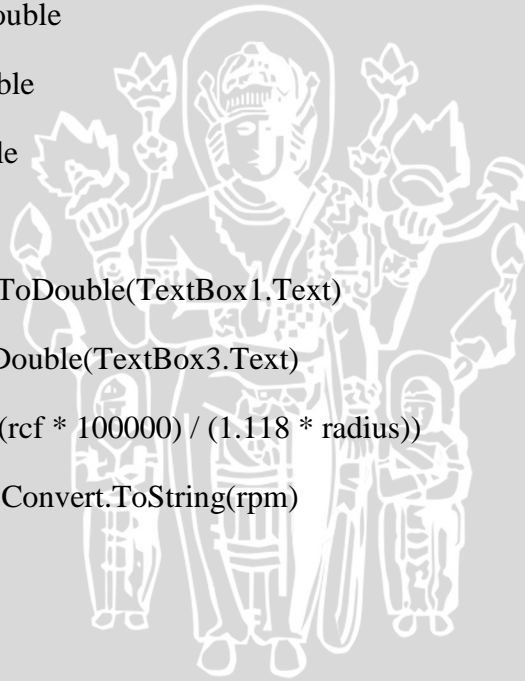 ouble
ble
le
ToDouble(TextBox1.Text)
Double(TextBox3.Text)
(rcf * 100000) / (1.118 * radius))
Convert.ToString(rpm)